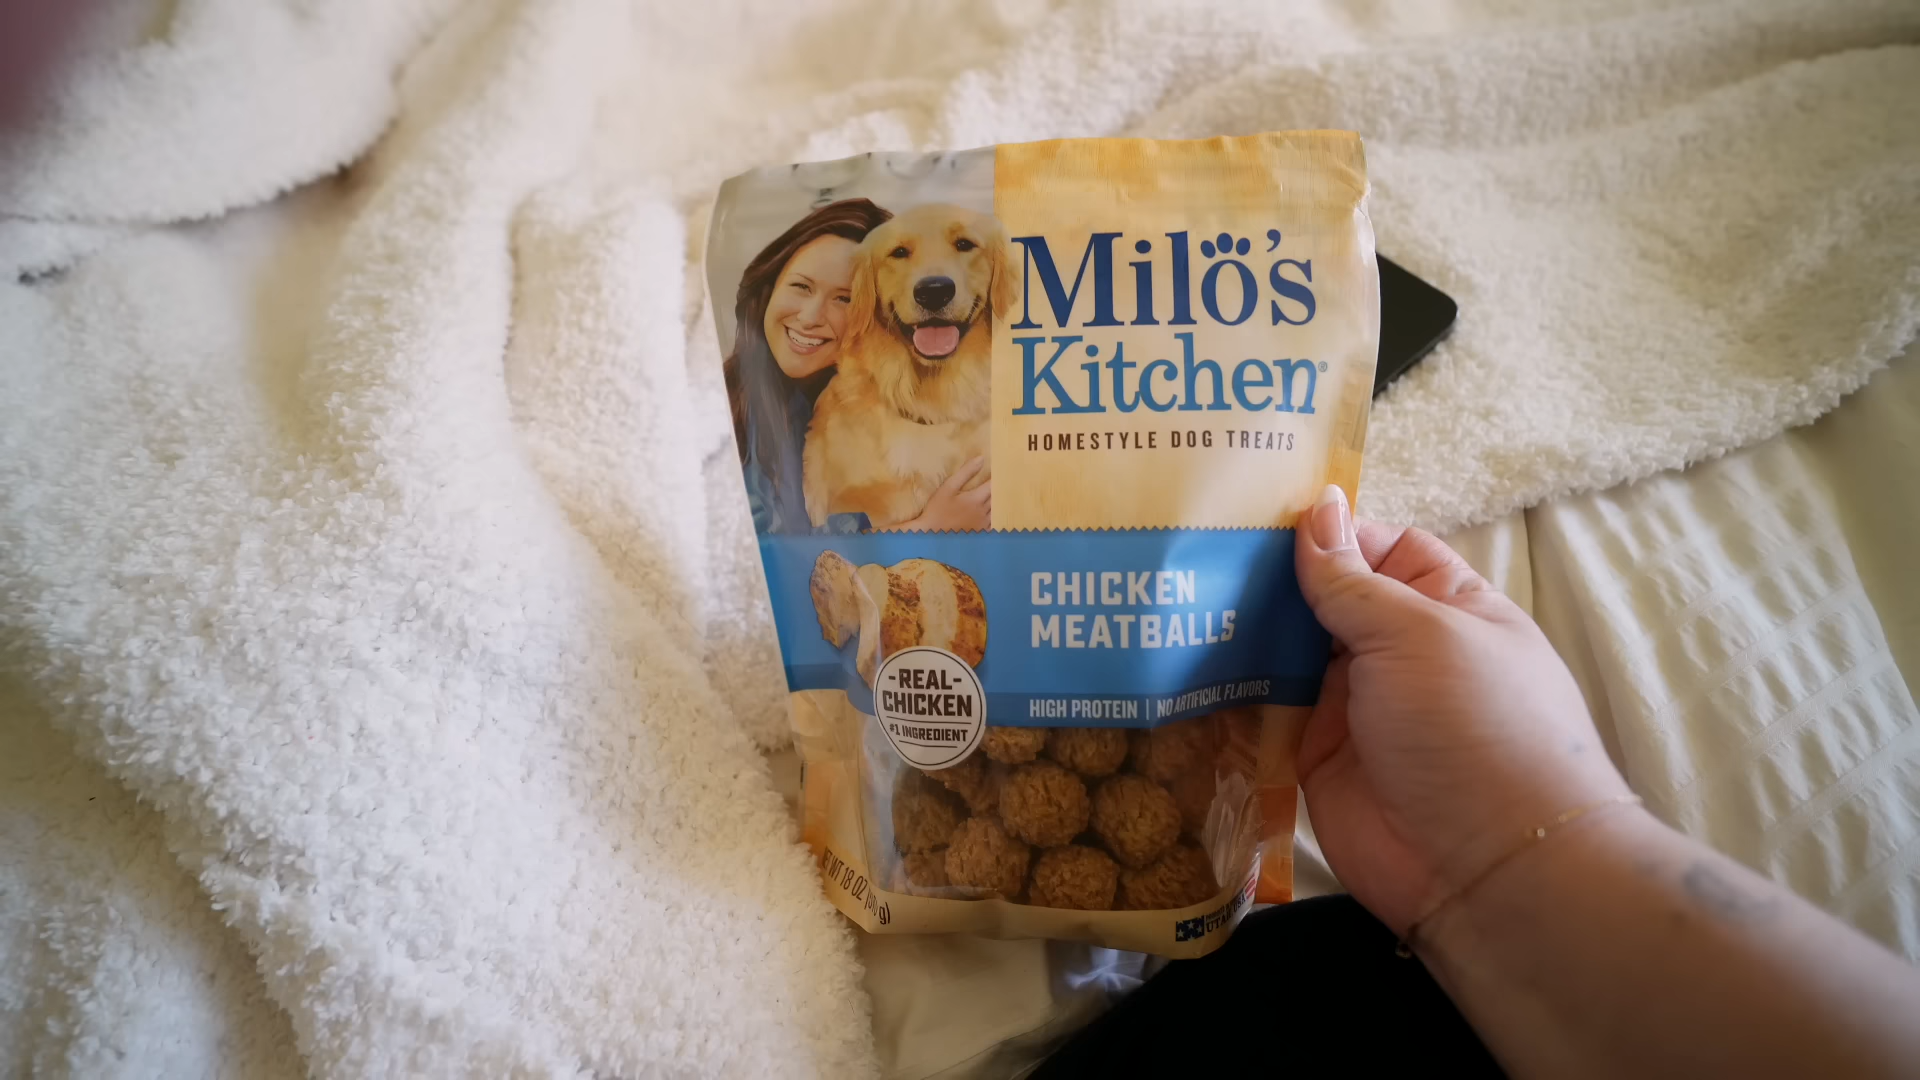 Milo's
Kitchen®
HOMESTYLE DOG TREATS
CHICKEN
MEATBALLS
-REAL-
CHICKEN
#1 INGREDIENT
HIGH PROTEIN | NO ARTIFICIAL FLAVORS
NET WT 18 OZ